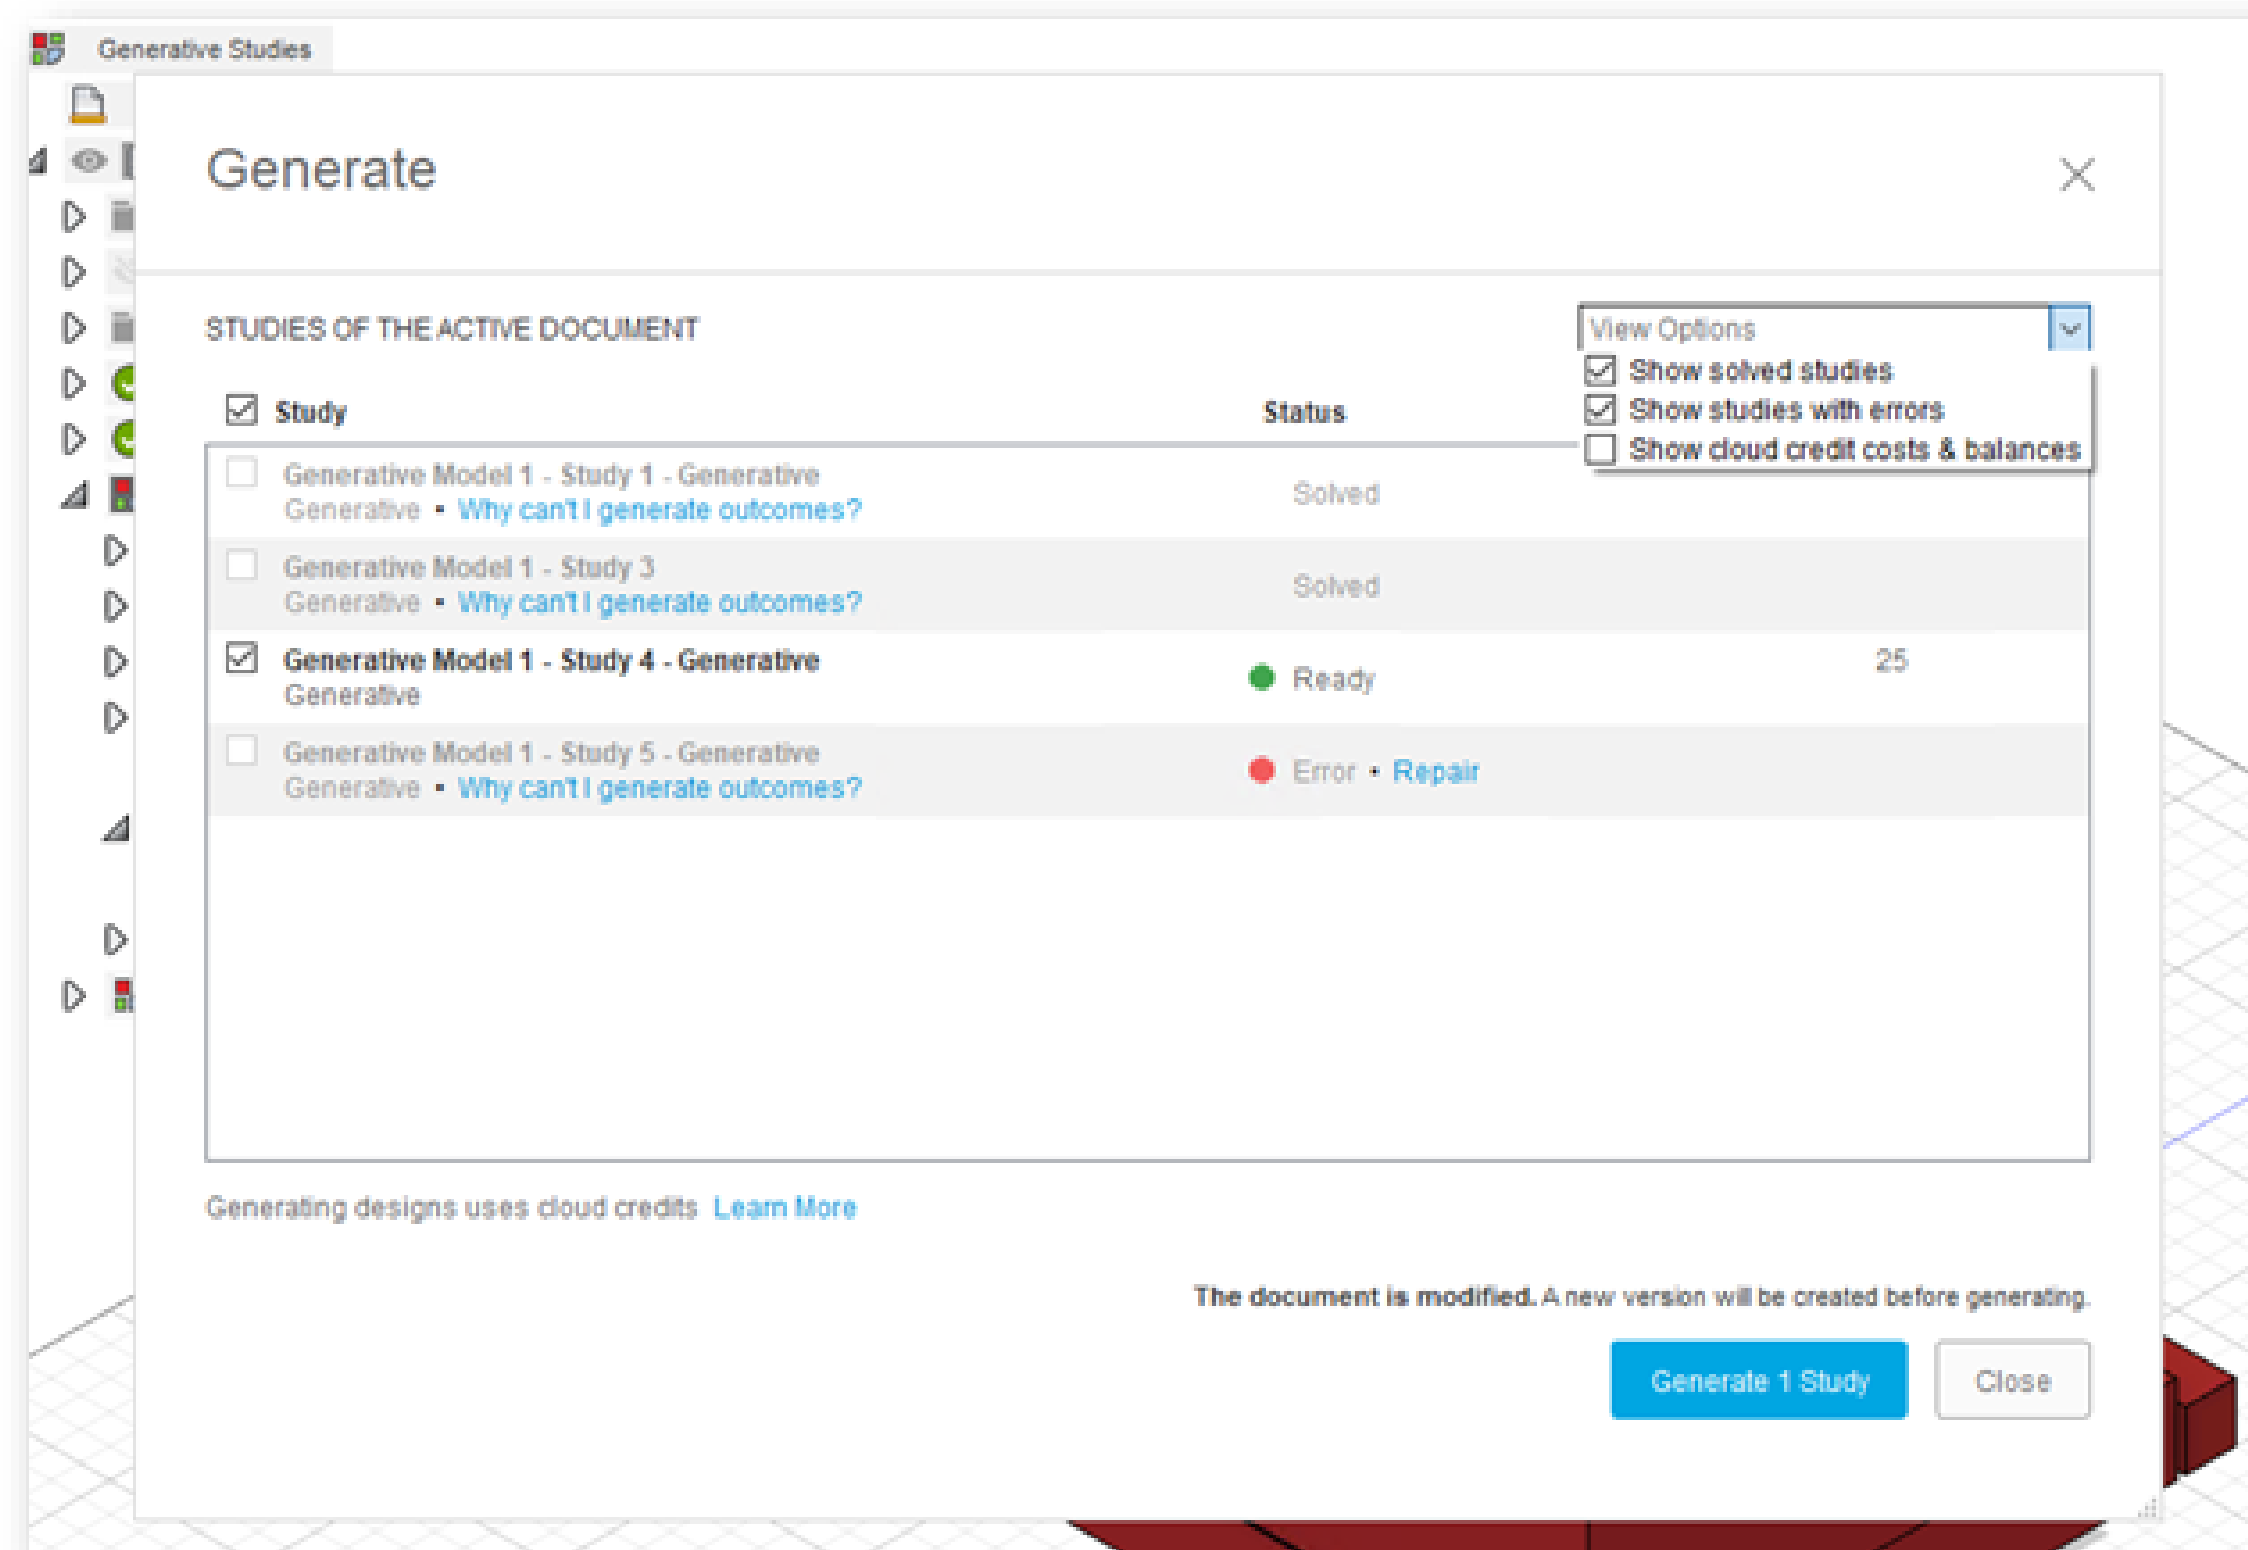 Generative Studies
Generate
STUDIES OF THE ACTIVE DOCUMENT
View Options
Show solved studies
Show studies with errors
Show cloud credit costs & balances
Study Status
Generative Model 1 - Study 1 - Generative
Generative • Why can't I generate outcomes?
Solved
Generative Model 1 - Study 3
Generative • Why can't I generate outcomes?
Solved
Generative Model 1 - Study 4 - Generative
Generative
Ready
25
Generative Model 1 - Study 5 - Generative
Generative • Why can't I generate outcomes?
Error • Repair
Generating designs uses cloud credits Learn More
The document is modified. A new version will be created before generating.
Generate 1 Study
Close